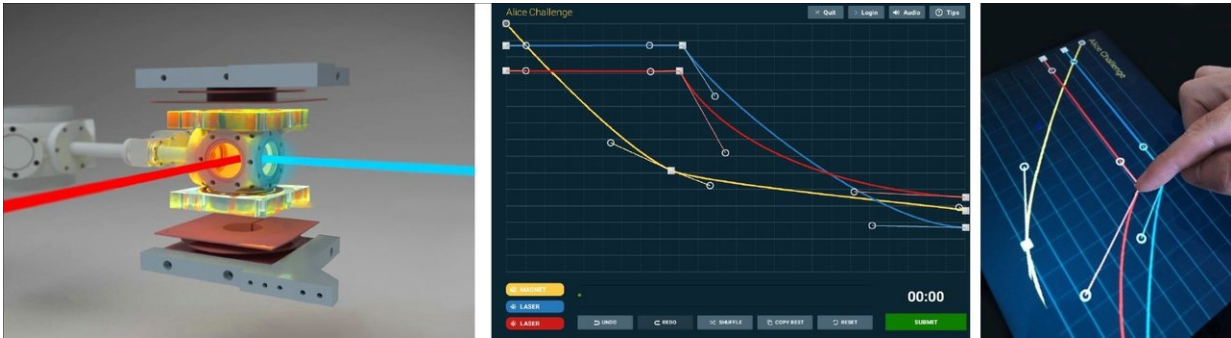 Alice Challenge
Quit
Login
Audio
Tips
MAGNET
LASER
LASER
00:00
UNDO
REDO
SHUFFLE
COPY BEST
RESET
SUBMIT
Alice Challenge